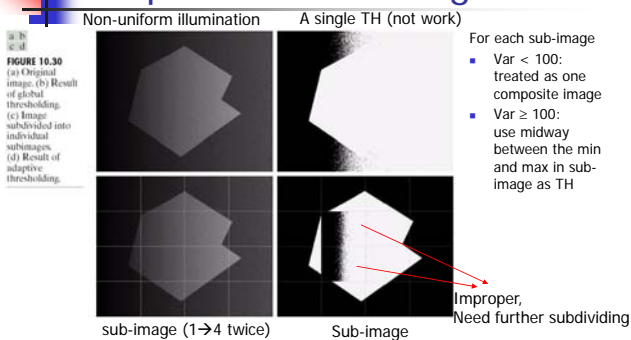 Non-uniform illumination
A single TH (not work)
a b
c d
FIGURE 10.30
(a) Original
image. (b) Result
of global
thresholding.
(c) Image
subdivided into
individual
subimages.
(d) Result of
adaptive
thresholding.
For each sub-image
Var < 100:
treated as one
composite image
Var ≥ 100:
use midway
between the min
and max in sub-
image as TH
Improper,
Need further subdividing
sub-image (1→4 twice)
Sub-image